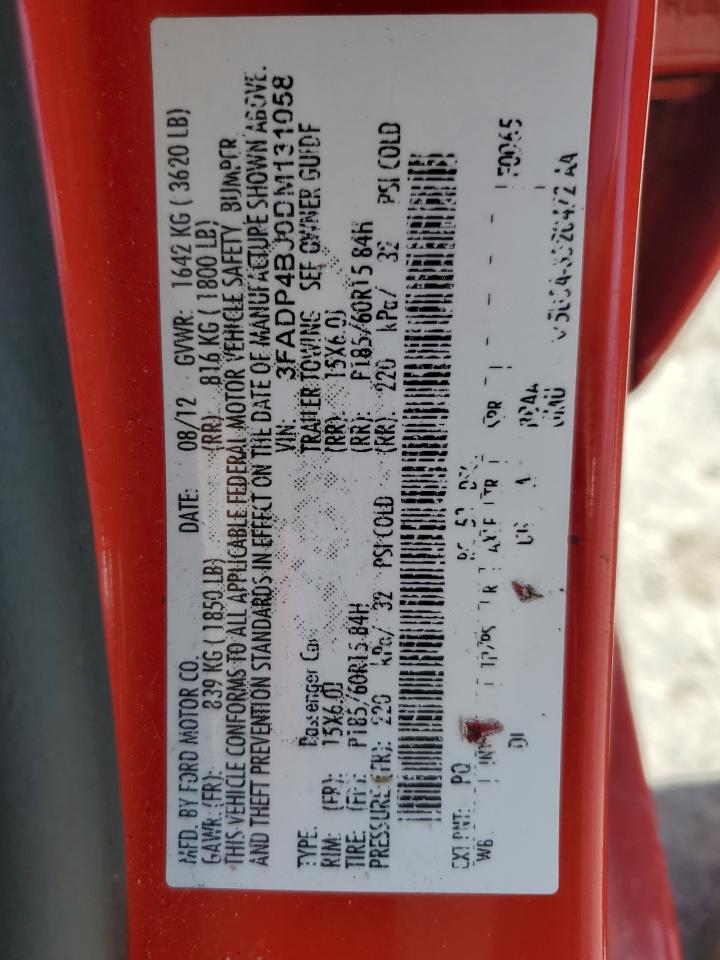 MFD. BY FORD MOTOR CO. DATE: 08/12 GVWR: 1642 KG ( 3620 LB)
GAWR: (FR): 839 KG ( 1850 LB) (RR) 816 KG ( 1800 LB)
THIS VEHICLE CONFORMS TO ALL APPLICABLE FEDERAL MOTOR VEHICLE SAFETY BUMPER
AND THEFT PREVENTION STANDARDS IN EFFECT ON THE DATE OF MANUFACTURE SHOWN ABOVE.
VIN: 3FADP4BJ0DM131058
TYPE: Passenger Car TRAILER TOWING SEE OWNER GUIDE
RIM: (FR): 15X6.0J (RR): 15X6.0J
TIRE: (FR): P185/60R15 84H (RR): P185/60R15 84H
PRESSURE (FR): 220 kPa/ 32 PSI COLD (RR): 220 kPa/ 32 PSI COLD
EXT PNT: PQ
WB